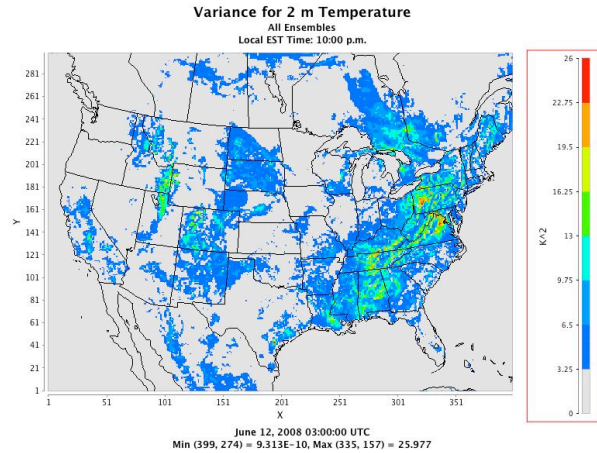 Variance for 2 m Temperature
All Ensembles
Local EST Time: 10:00 p.m.
281
261
241
221
201
181
161
141
121
101
81
61
41
21
1
Y
1 51 101 151 201 251 301 351
X
26
22.75
19.5
16.25
13
9.75
6.5
3.25
0
K^2
June 12, 2008 03:00:00 UTC
Min (399, 274) = 9.313E-10, Max (335, 157) = 25.977